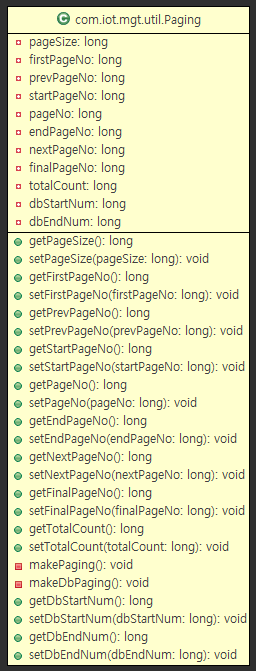 C com.iot.mgt.util.Paging
pageSize: long
firstPageNo: long
prevPageNo: long
startPageNo: long
pageNo: long
endPageNo: long
nextPageNo: long
finalPageNo: long
totalCount: long
dbStartNum: long
dbEndNum: long
getPageSize(): long
setPageSize(pageSize: long): void
getFirstPageNo(): long
setFirstPageNo(firstPageNo: long): void
getPrevPageNo(): long
setPrevPageNo(prevPageNo: long): void
getStartPageNo(): long
setStartPageNo(startPageNo: long): void
getPageNo(): long
setPageNo(pageNo: long): void
getEndPageNo(): long
setEndPageNo(endPageNo: long): void
getNextPageNo(): long
setNextPageNo(nextPageNo: long): void
getFinalPageNo(): long
setFinalPageNo(finalPageNo: long): void
getTotalCount(): long
setTotalCount(totalCount: long): void
makePaging(): void
makeDbPaging(): void
getDbStartNum(): long
setDbStartNum(dbStartNum: long): void
getDbEndNum(): long
setDbEndNum(dbEndNum: long): void